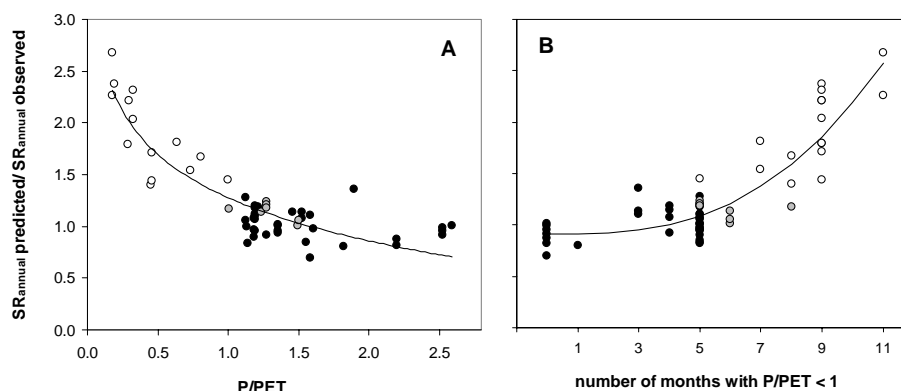 SRannual predicted/ SRannual observed
3.0
2.5
2.0
1.5
1.0
0.5
0.0
A
0.0 0.5 1.0 1.5 2.0 2.5
P/PET
B
1 3 5 7 9 11
number of months with P/PET < 1